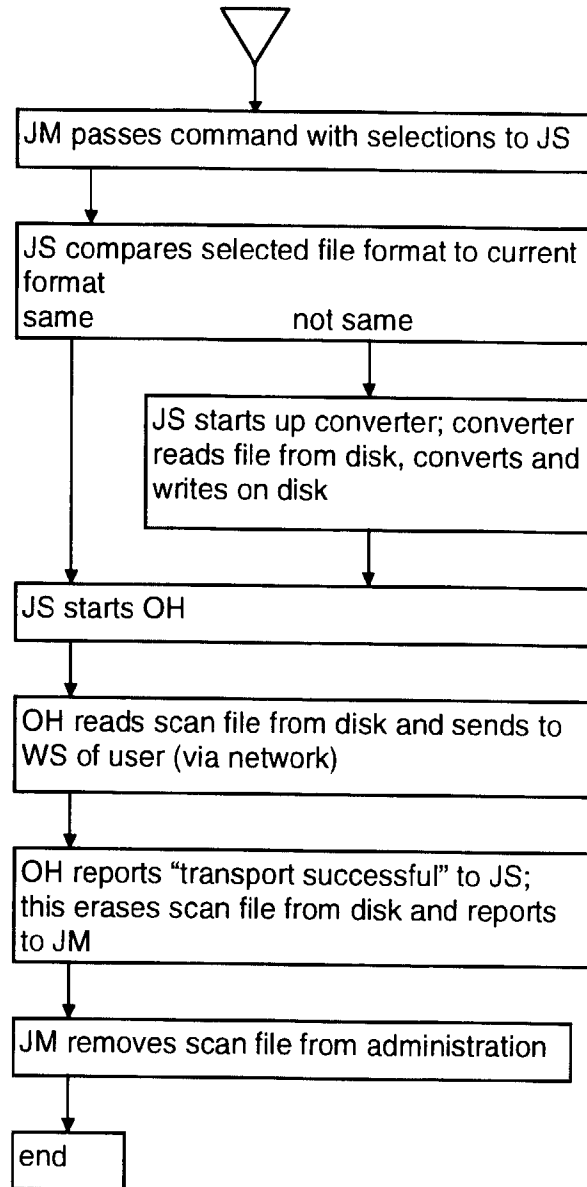 JM passes command with selections to JS
JS compares selected file format to current
format
same not same
JS starts up converter; converter
reads file from disk, converts and
writes on disk
JS starts OH
OH reads scan file from disk and sends to
WS of user (via network)
OH reports “transport successful” to JS;
this erases scan file from disk and reports
to JM
JM removes scan file from administration
end